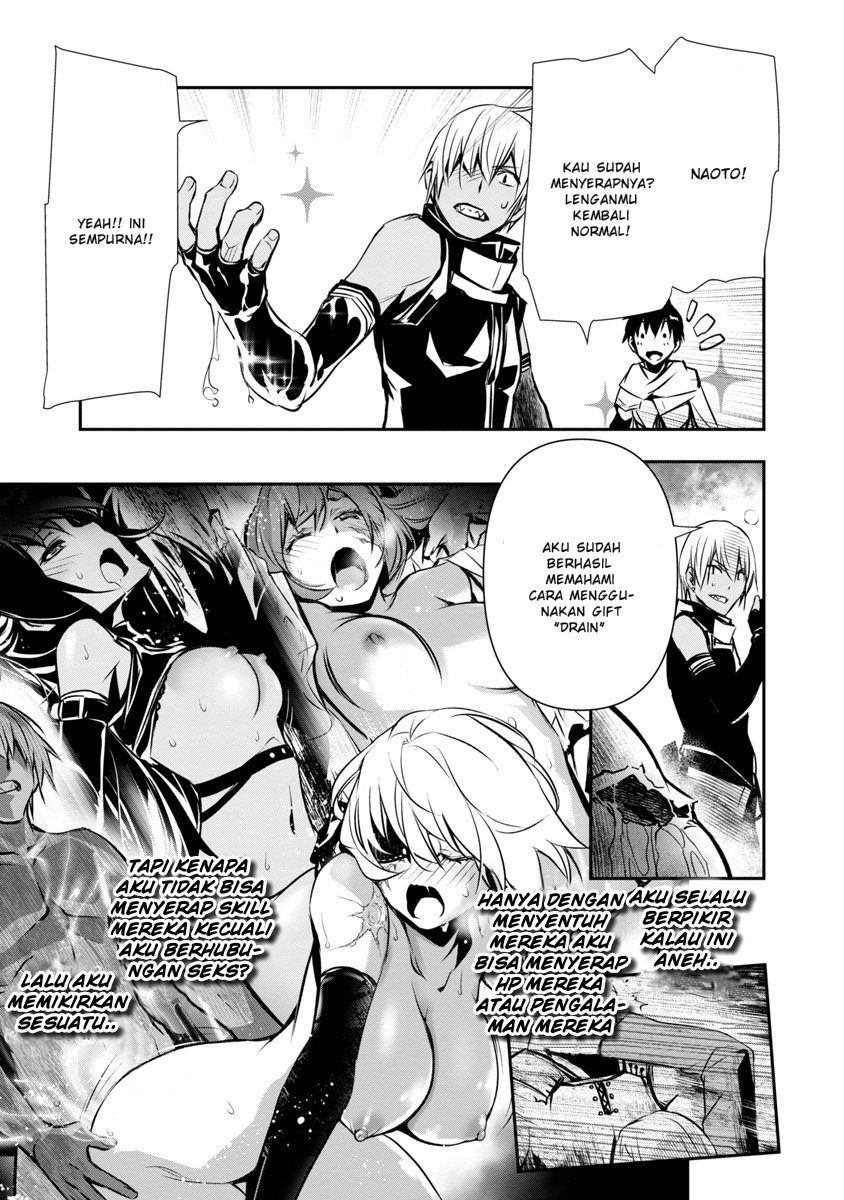 NAOTO!
KAU SUDAH
MENYERAPNYA?
LENGANMU
KEMBALI
NORMAL!
YEAH!! INI
SEMPURNA!!
AKU SUDAH
BERHASIL
MEMAHAMI
CARA MENGGU-
NAKAN GIFT
"DRAIN"
AKU SELALU
BERPIKIR
KALAU INI
ANEH..
HANYA DENGAN
MENYENTUH
MEREKA AKU
BISA MENYERAP
HP MEREKA
ATAU PENGALA-
MAN MEREKA
TAPI KENAPA
AKU TIDAK BISA
MENYERAP SKILL
MEREKA KECUALI
AKU BERHUBU-
NGAN SEKS?
LALU AKU
MEMIKIRKAN
SESUATU..